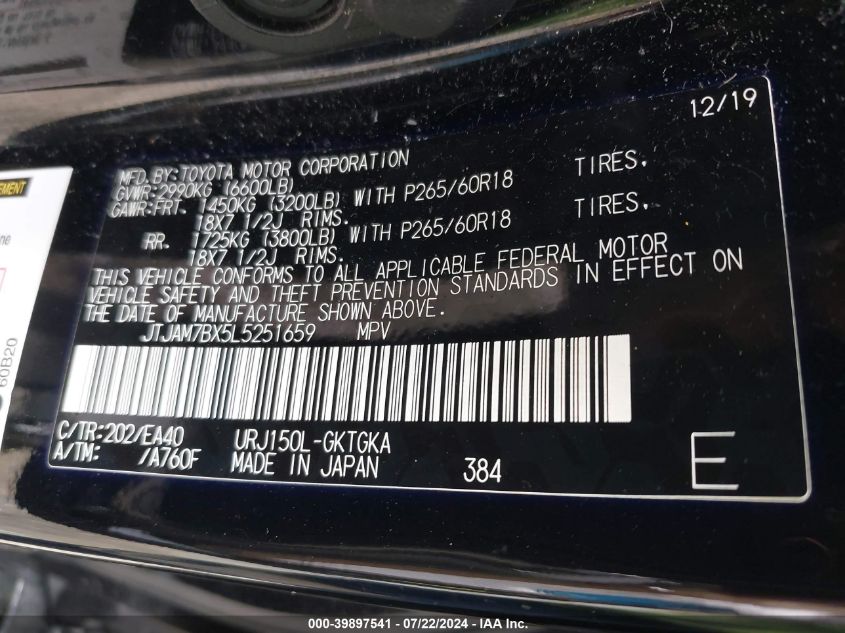 12/19
MFD.BY:TOYOTA MOTOR CORPORATION
GVWR:2990KG (6600LB)
GAWR:FRT. 1450KG (3200LB) WITH P265/60R18 TIRES,
18X7 1/2J RIMS.
RR. 1725KG (3800LB) WITH P265/60R18 TIRES,
18X7 1/2J RIMS.
THIS VEHICLE CONFORMS TO ALL APPLICABLE FEDERAL MOTOR
VEHICLE SAFETY AND THEFT PREVENTION STANDARDS IN EFFECT ON
THE DATE OF MANUFACTURE SHOWN ABOVE.
JTJAM7BX5L5251659 MPV
C/TR:202/EA40 URJ150L-GKTGKA
A/TM: /A760F MADE IN JAPAN 384
E
60B20
000-39897541 / 07/22/2024 - IAA Inc.